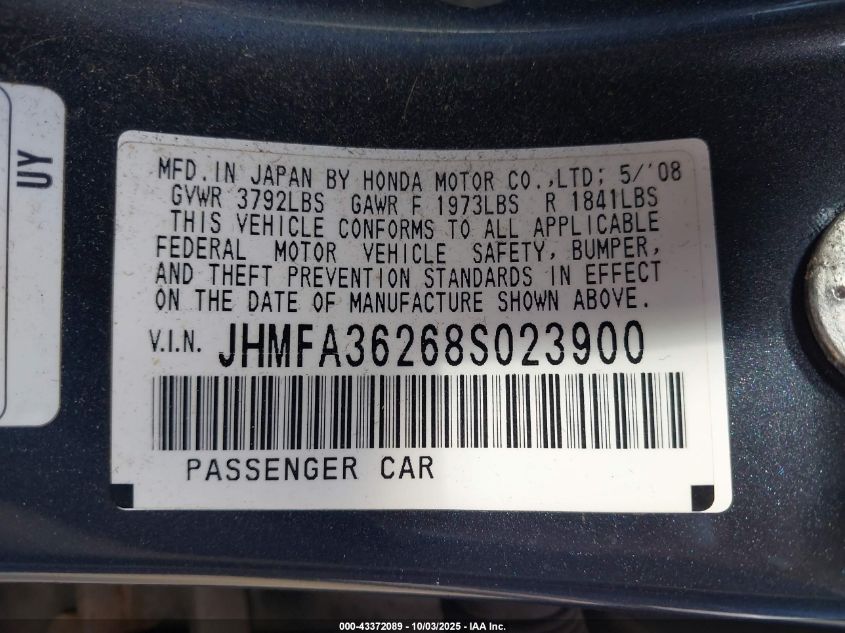 UY
MFD. IN JAPAN BY HONDA MOTOR CO.,LTD; 5/'08
GVWR 3792LBS GAWR F 1973LBS R 1841LBS
THIS VEHICLE CONFORMS TO ALL APPLICABLE
FEDERAL MOTOR VEHICLE SAFETY, BUMPER,
AND THEFT PREVENTION STANDARDS IN EFFECT
ON THE DATE OF MANUFACTURE SHOWN ABOVE.
V.I.N. JHMFA36268S023900
PASSENGER CAR
000-43372089 - 10/03/2025 - IAA Inc.